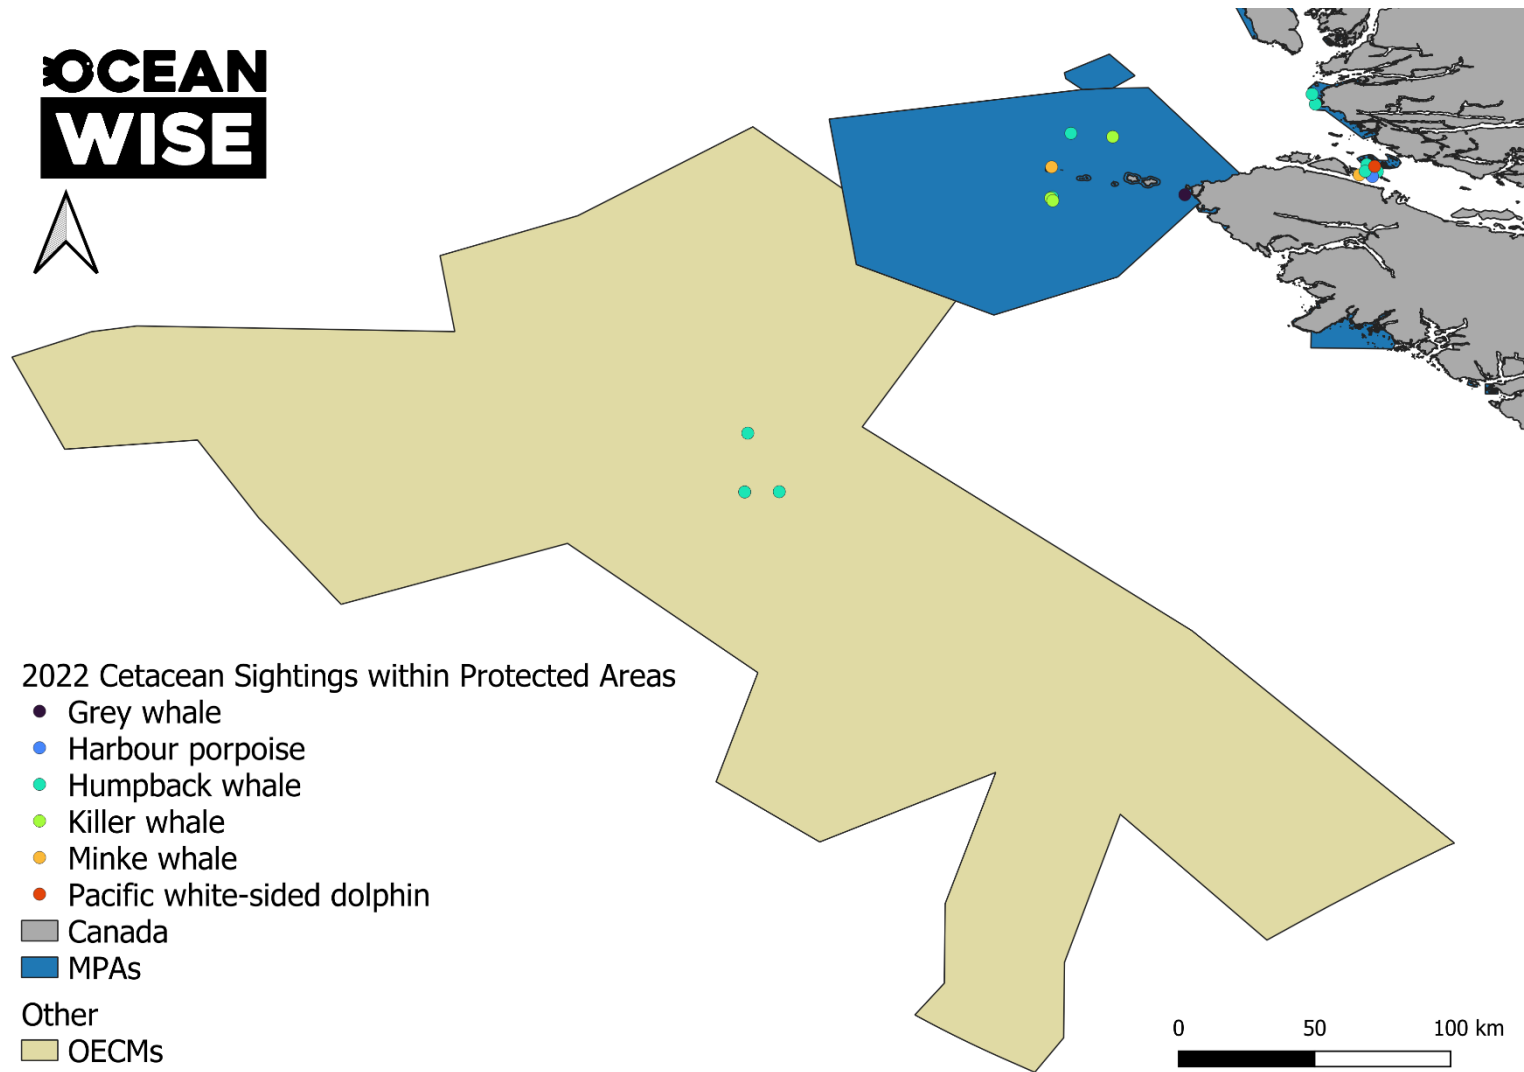 OCEAN
WISE
2022 Cetacean Sightings within Protected Areas
Grey whale
Harbour porpoise
Humpback whale
Killer whale
Minke whale
Pacific white-sided dolphin
Canada
MPAs
Other
OECMs
0 50 100 km